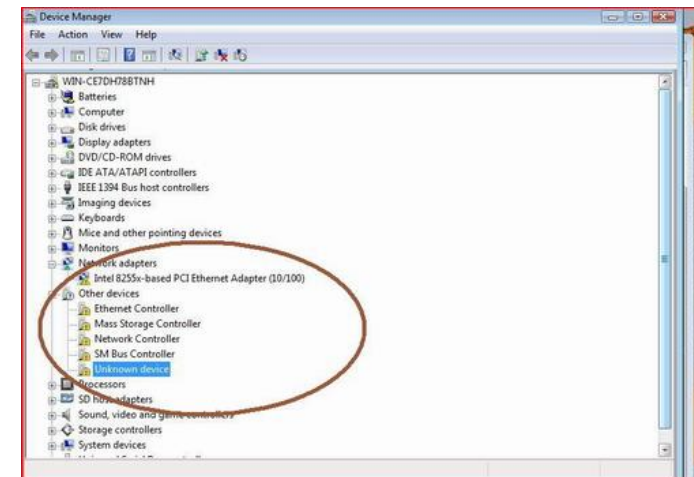 Device Manager
File Action View Help
WIN-CE7DH78BTNH
Batteries
Computer
Disk drives
Display adapters
DVD/CD-ROM drives
IDE ATA/ATAPI controllers
IEEE 1394 Bus host controllers
Imaging devices
Keyboards
Mice and other pointing devices
Monitors
Network adapters
Intel 8255x-based PCI Ethernet Adapter (10/100)
Other devices
Ethernet Controller
Mass Storage Controller
Network Controller
SM Bus Controller
Unknown device
Processors
SD host adapters
Sound, video and game controllers
Storage controllers
System devices